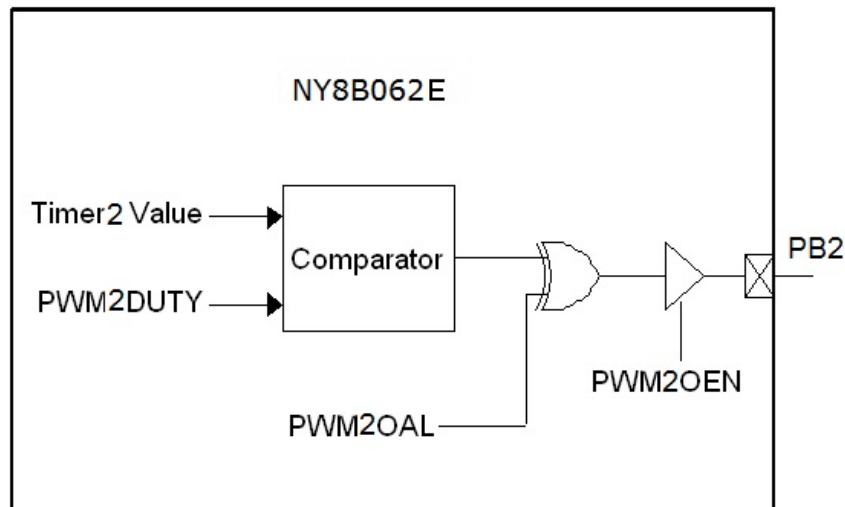 NY8B062E
Timer2 Value
Comparator
PB2
PWM2DUTY
PWM2OEN
PWM2OAL